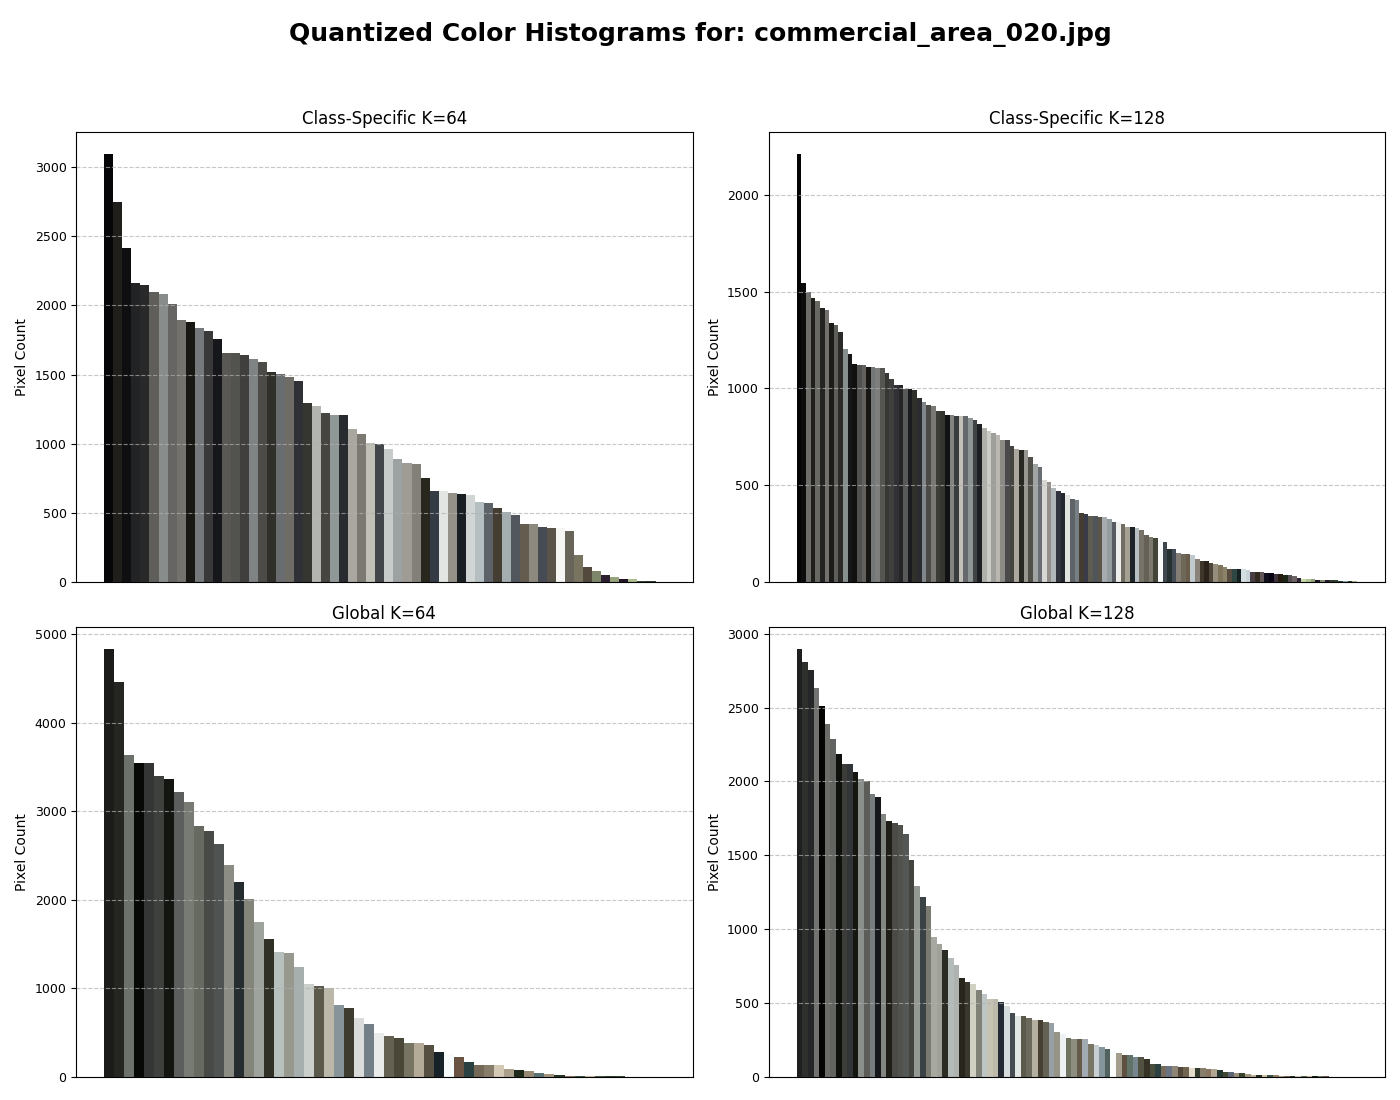 Quantized Color Histograms for: commercial_area_020.jpg
Class-Specific K=64
Pixel Count
3000
2500
2000
1500
1000
500
0
Class-Specific K=128
Pixel Count
2000
1500
1000
500
0
Global K=64
Pixel Count
5000
4000
3000
2000
1000
0
Global K=128
Pixel Count
3000
2500
2000
1500
1000
500
0